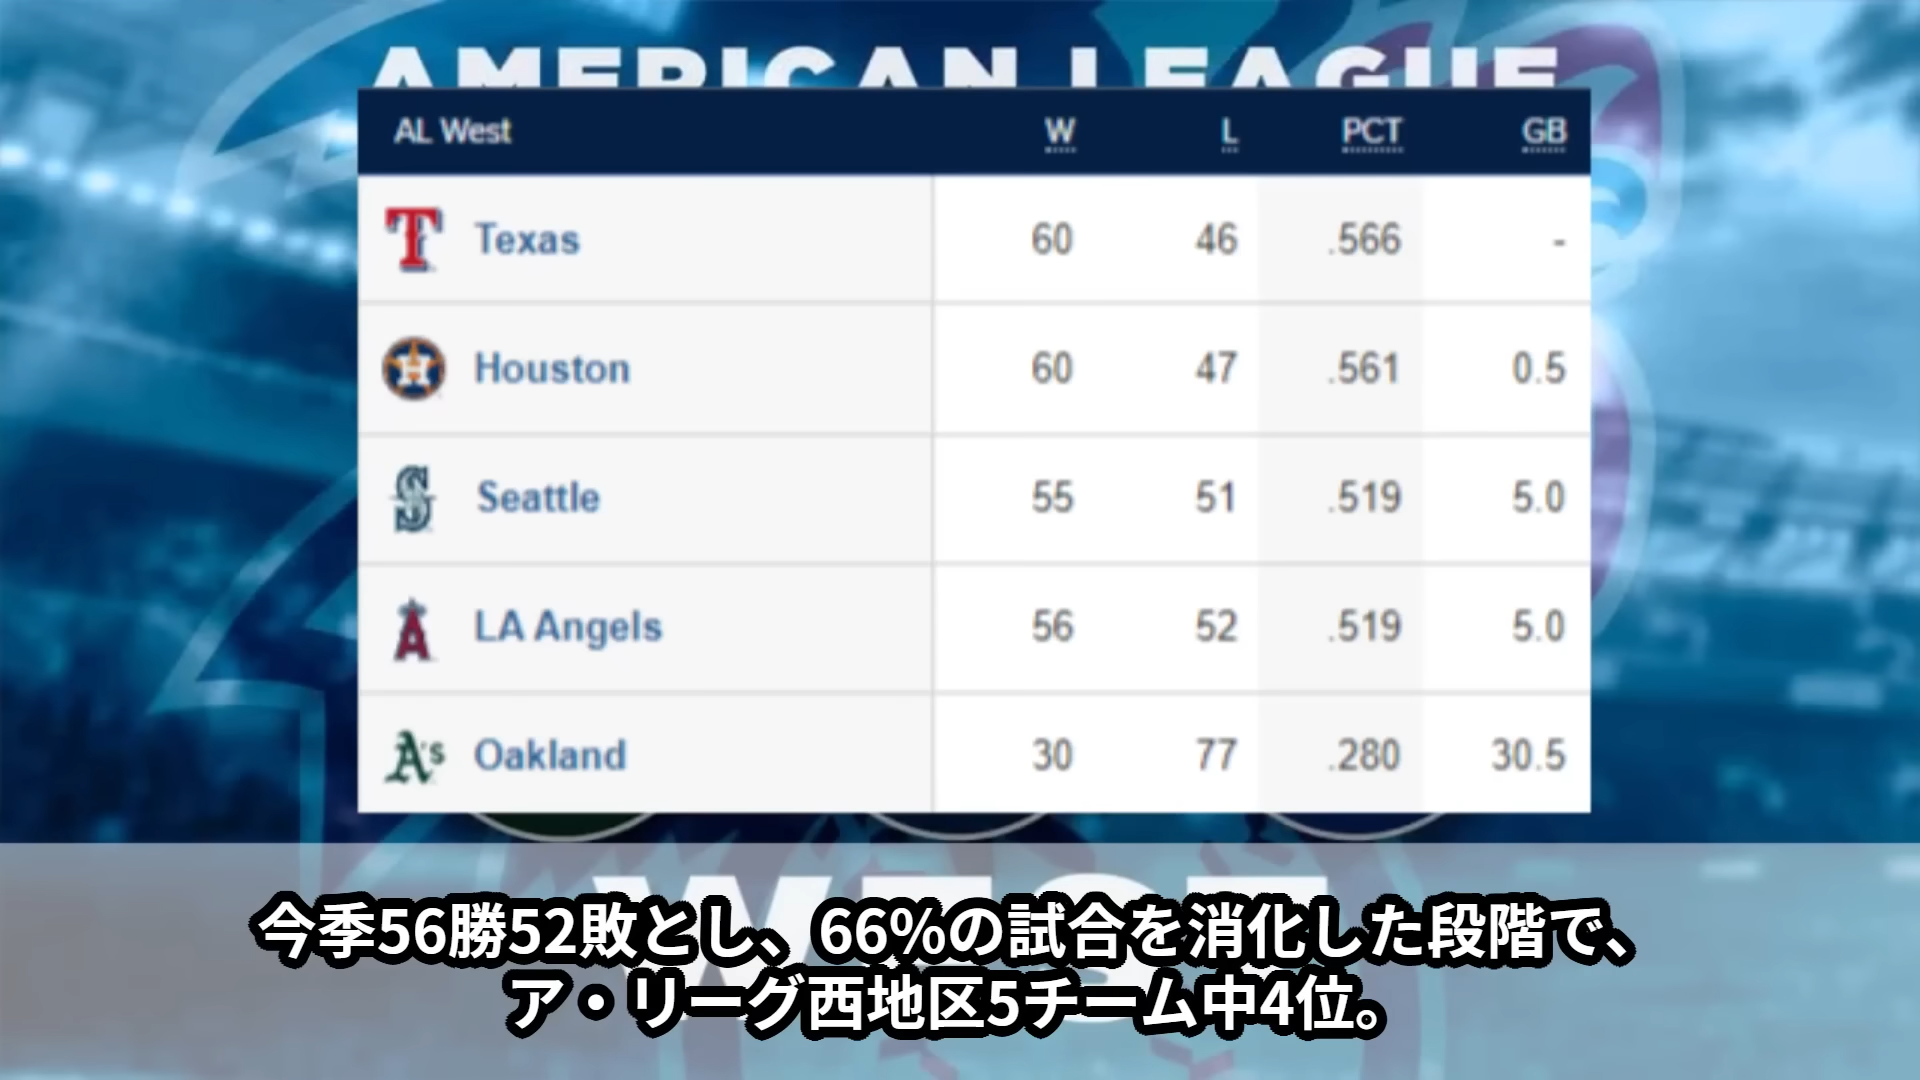 AMERICAN LEAGUE
AL West W L PCT GB
Texas 60 46 .566 -
Houston 60 47 .561 0.5
Seattle 55 51 .519 5.0
LA Angels 56 52 .519 5.0
A's Oakland 30 77 .280 30.5
WEST
今季56勝52敗とし、66%の試合を消化した段階で、
ア・リーグ西地区5チーム中4位。